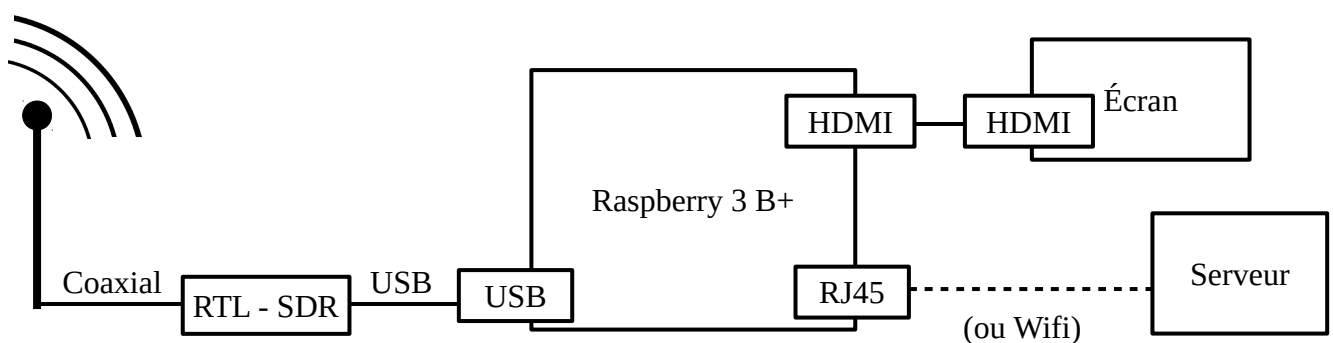 Écran
HDMI
HDMI
Raspberry 3 B+
Coaxial
RTL - SDR
USB
USB
RJ45
(ou Wifi)
Serveur